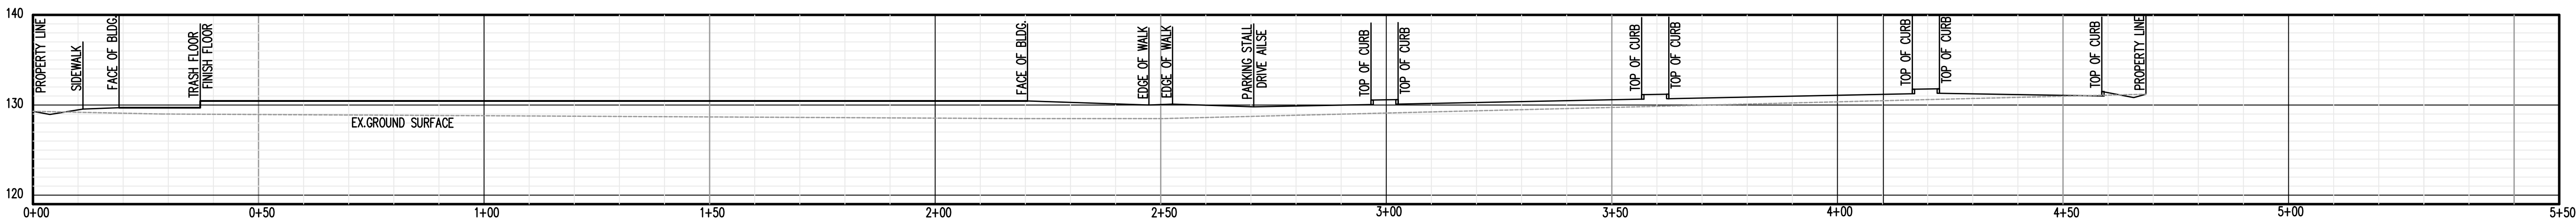 140
PROPERTY LINE
SIDEWALK
FACE OF BLDG.
TRASH FLOOR
FINISH FLOOR
FACE OF BLDG.
EDGE OF WALK
EDGE OF WALK
PARKING STALL
DRIVE AILSE
TOP OF CURB
TOP OF CURB
TOP OF CURB
TOP OF CURB
TOP OF CURB
TOP OF CURB
TOP OF CURB
PROPERTY LINE
130
EX.GROUND SURFACE
120
0+00
0+50
1+00
1+50
2+00
2+50
3+00
3+50
4+00
4+50
5+00
5+50